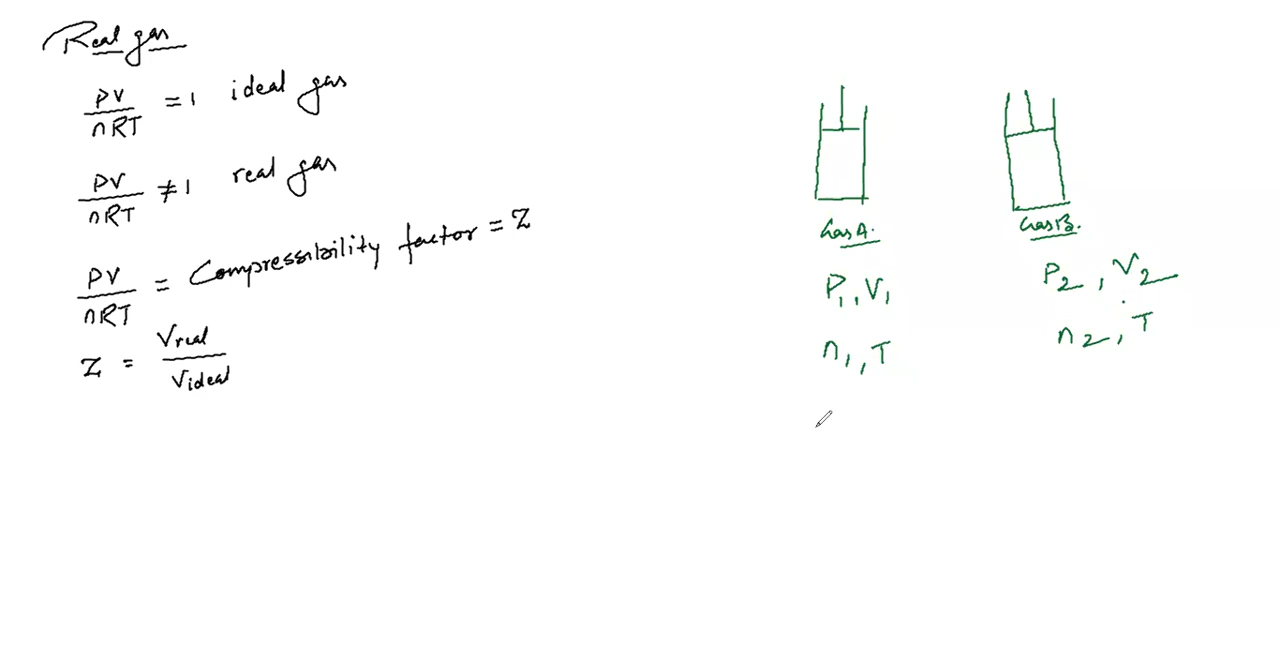 Real gas
PV/nRT = 1 ideal gas
PV/nRT ≠ 1 real gas
PV/nRT = Compressibility factor = Z
Z = Vreal/Videal
Gas A.
P₁, V₁
n₁, T
Gas B.
P₂, V₂
n₂, T